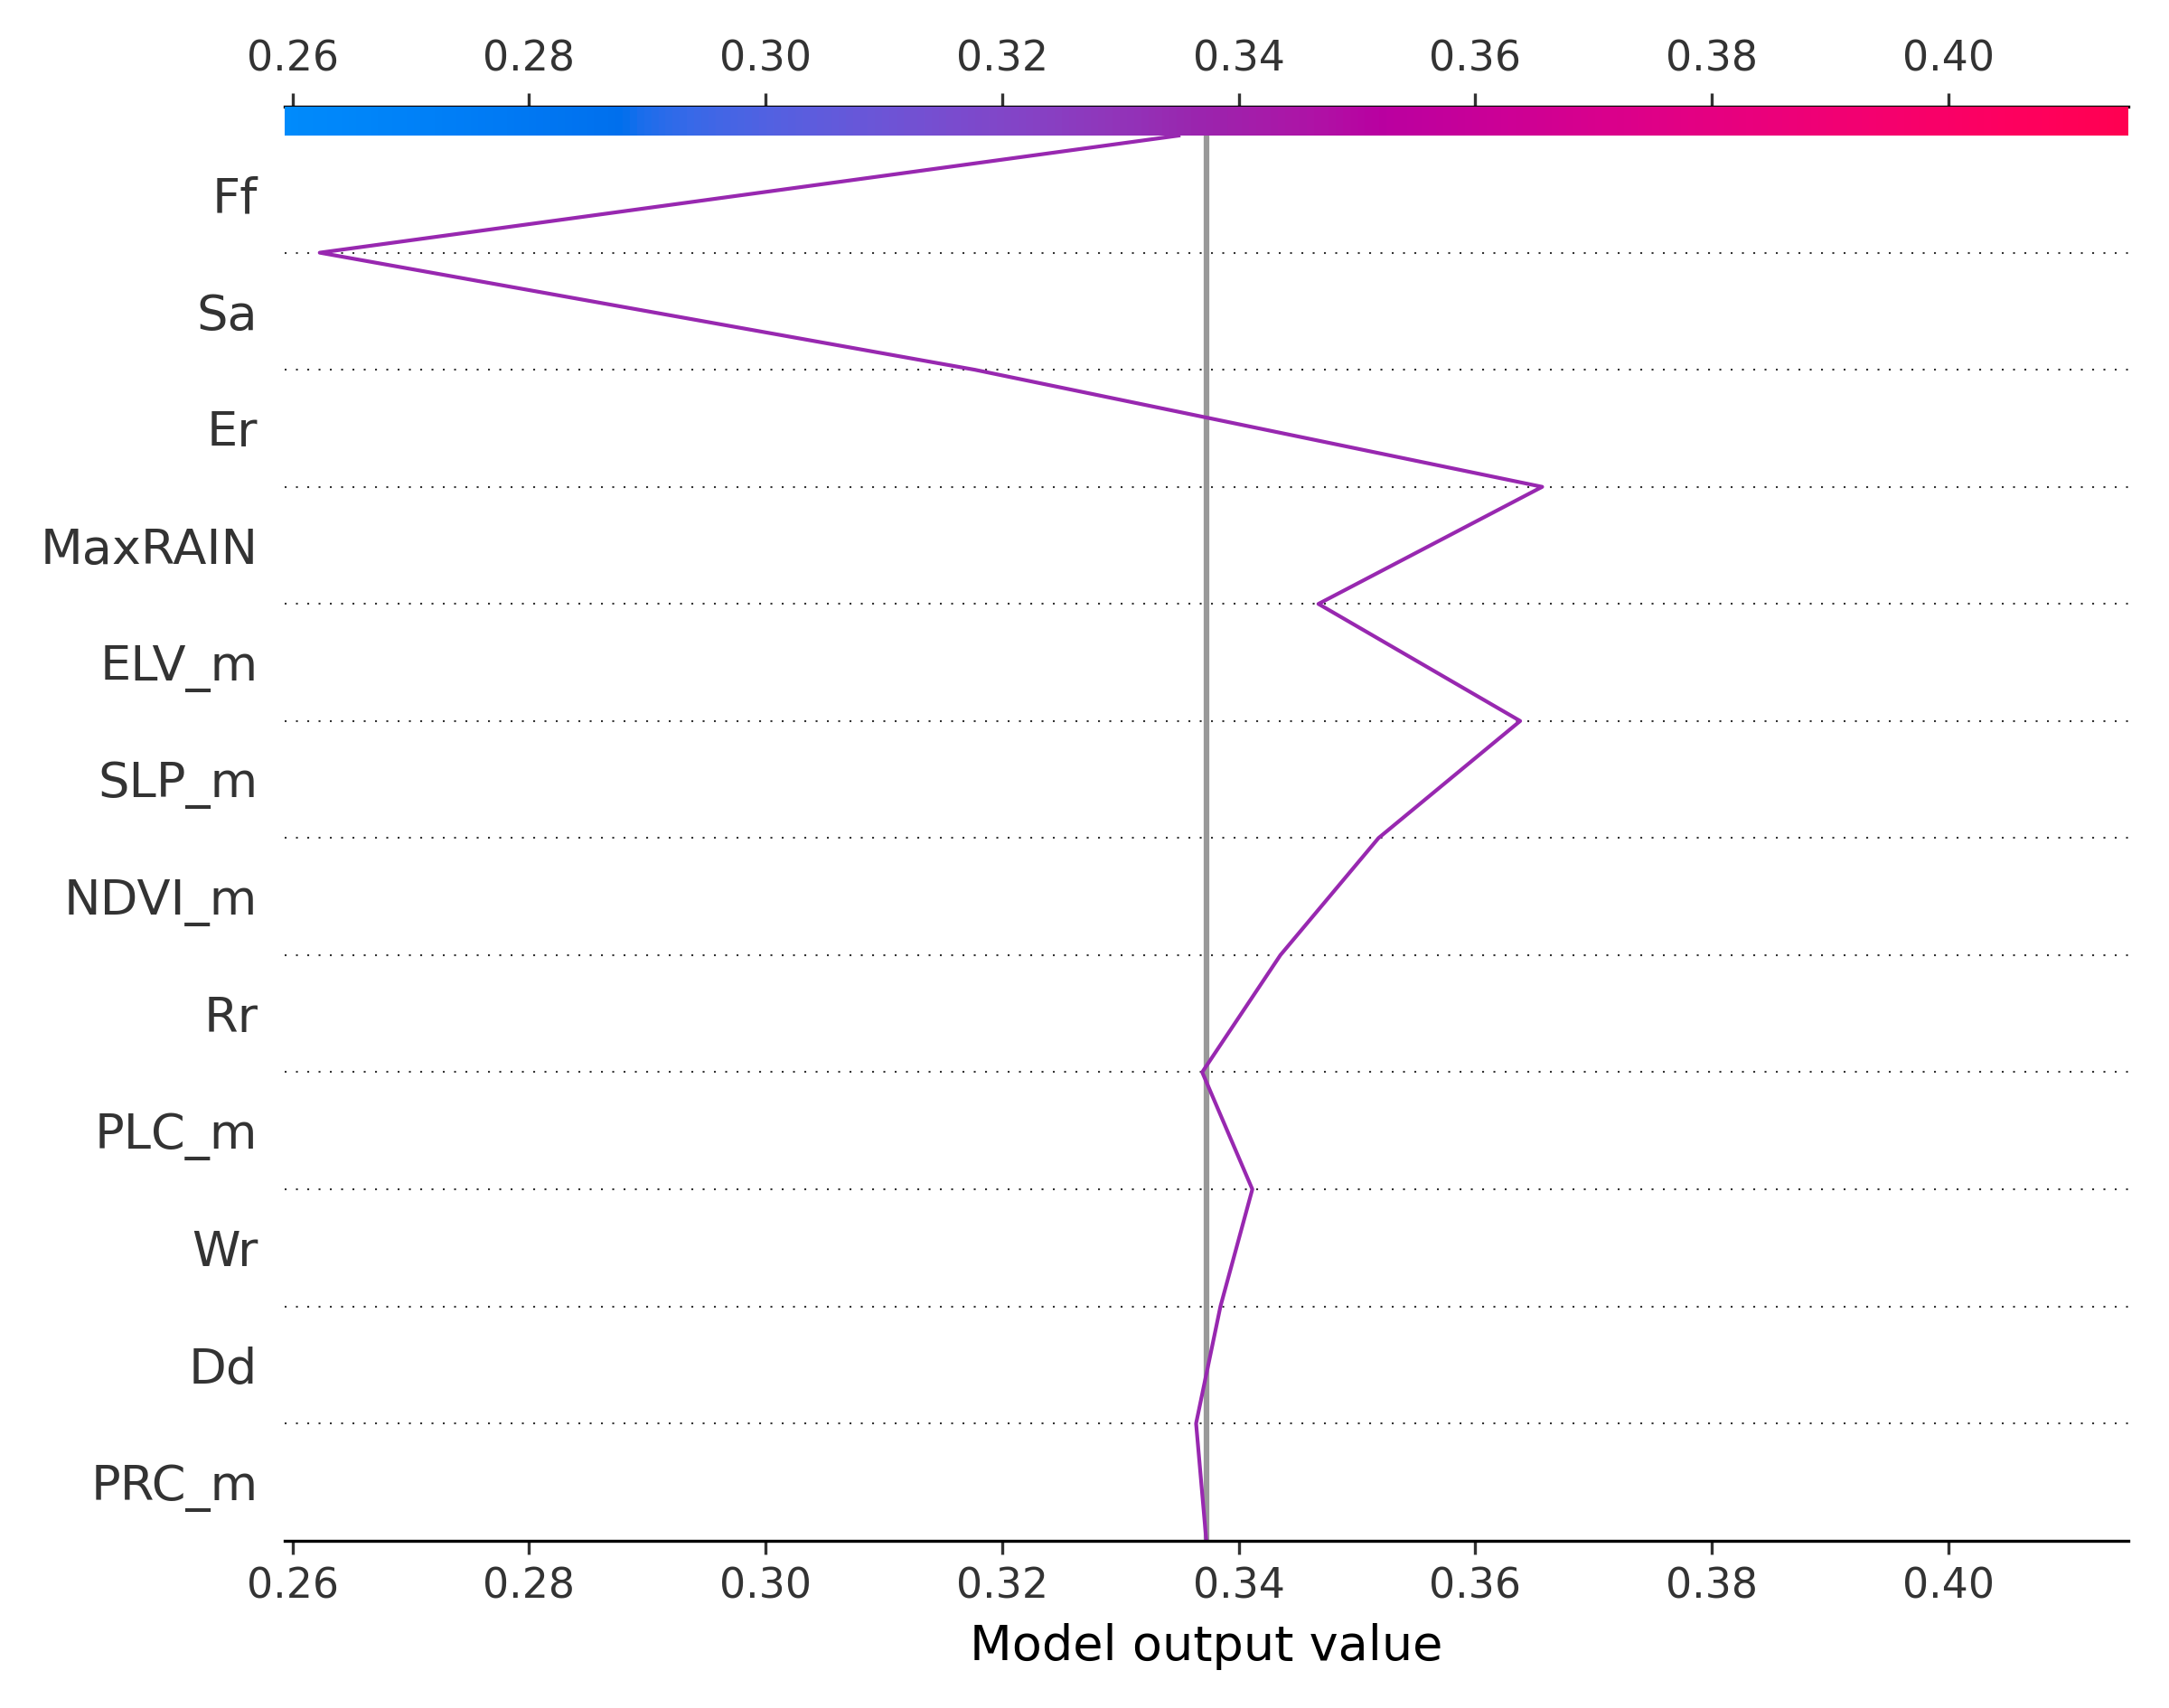 0.26 0.28 0.30 0.32 0.34 0.36 0.38 0.40
Ff
Sa
Er
MaxRAIN
ELV_m
SLP_m
NDVI_m
Rr
PLC_m
Wr
Dd
PRC_m
0.26 0.28 0.30 0.32 0.34 0.36 0.38 0.40
Model output value